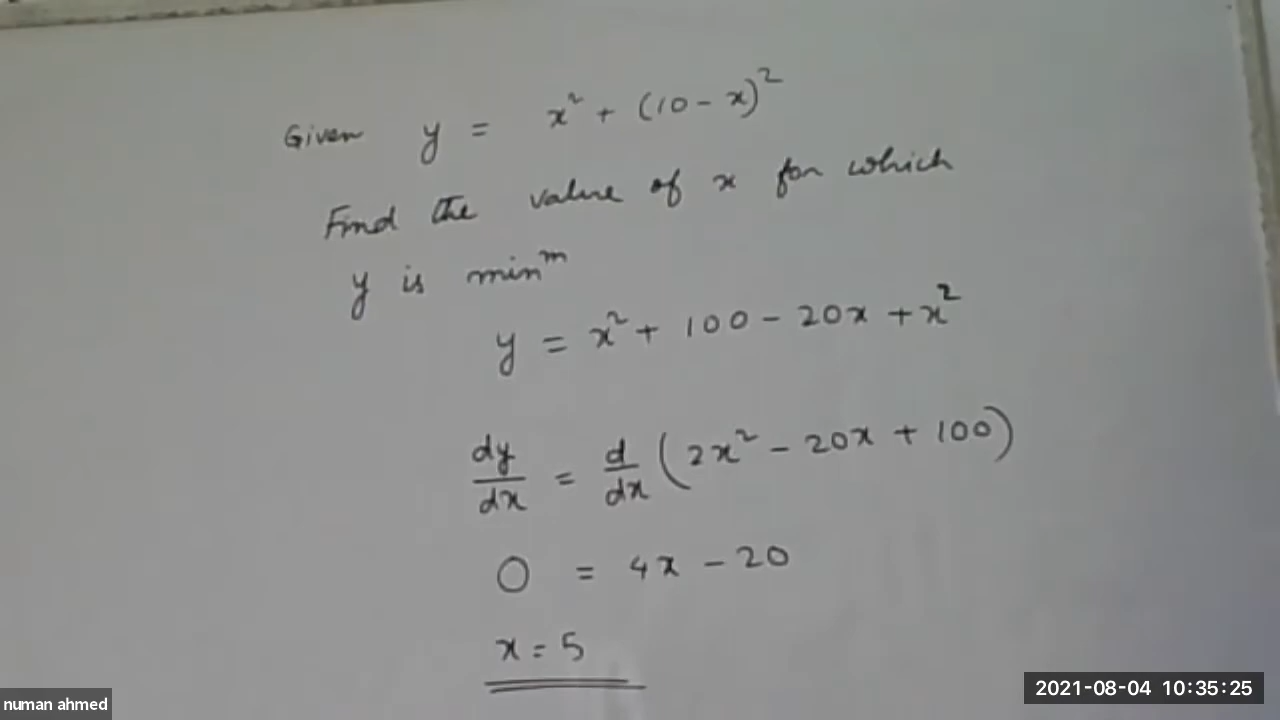 Given y = x² + (10 - x)²
Find the value of x for which
y is minᵐ
y = x² + 100 - 20x + x²
dy/dx = d/dx (2x² - 20x + 100)
0 = 4x - 20
x = 5
numan ahmed
2021-08-04 10:35:25